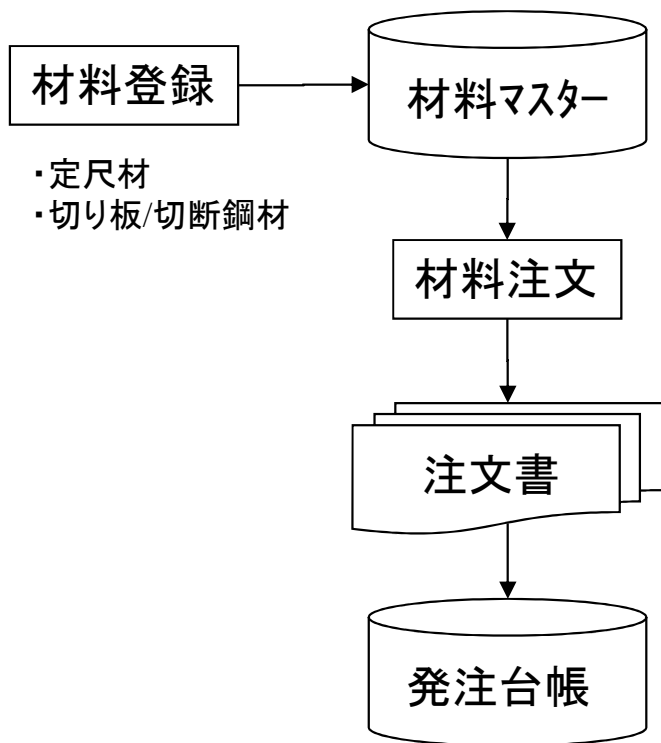 材料登録
材料マスター
・定尺材
・切り板/切断鋼材
材料注文
注文書
発注台帳